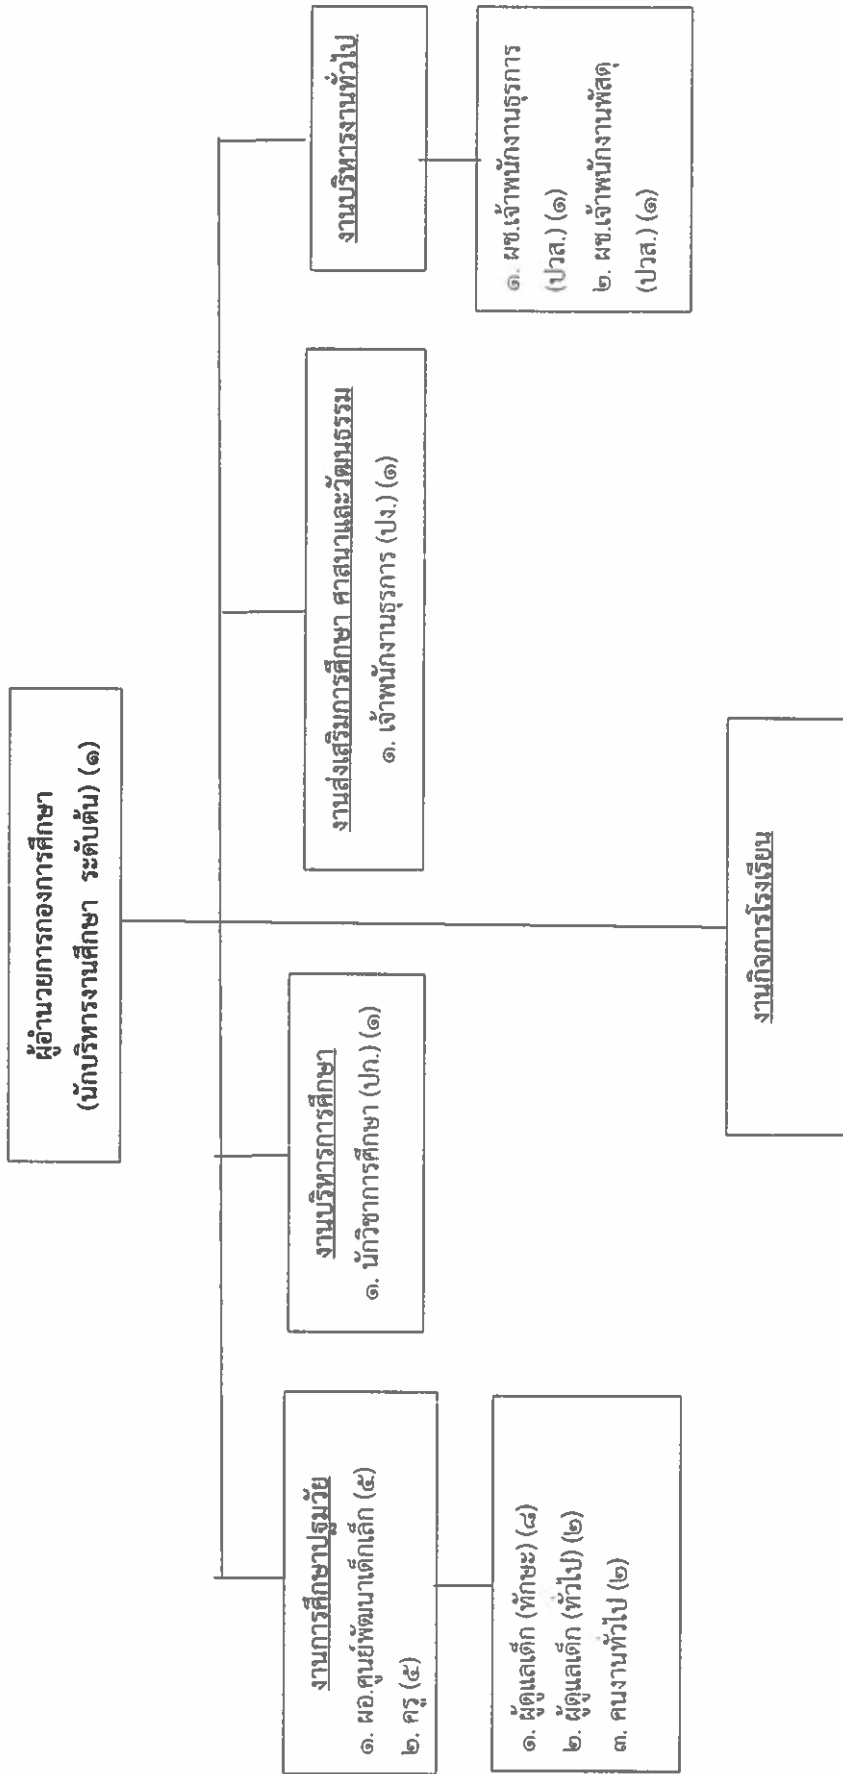 ผู้อำนวยการกองการศึกษา
(นักบริหารงานศึกษา ระดับต้น) (๑)
งานการศึกษาปฐมวัย
๑. ผอ.ศูนย์พัฒนาเด็กเล็ก (๕)
๒. ครู (๕)
๑. ผู้ดูแลเด็ก (ทักษะ) (๘)
๒. ผู้ดูแลเด็ก (ทั่วไป) (๒)
๓. คนงานทั่วไป (๒)
งานบริหารการศึกษา
๑. นักวิชาการศึกษา (ปก.) (๑)
งานส่งเสริมการศึกษา ศาสนาและวัฒนธรรม
๑. เจ้าพนักงานธุรการ (ปง.) (๑)
งานบริหารงานทั่วไป
๑. ผช.เจ้าพนักงานธุรการ
(ปวส.) (๑)
๒. ผช.เจ้าพนักงานพัสดุ
(ปวส.) (๑)
งานกิจการโรงเรียน